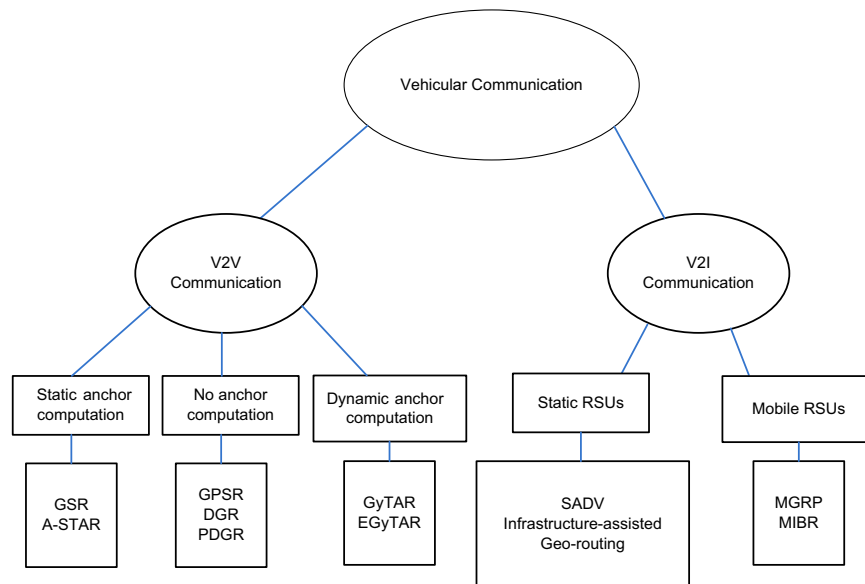 Vehicular Communication
V2V
Communication
V2I
Communication
Static anchor
computation
No anchor
computation
Dynamic anchor
computation
Static RSUs
Mobile RSUs
GSR
A-STAR
GPSR
DGR
PDGR
GyTAR
EGyTAR
SADV
Infrastructure-assisted
Geo-routing
MGRP
MIBR